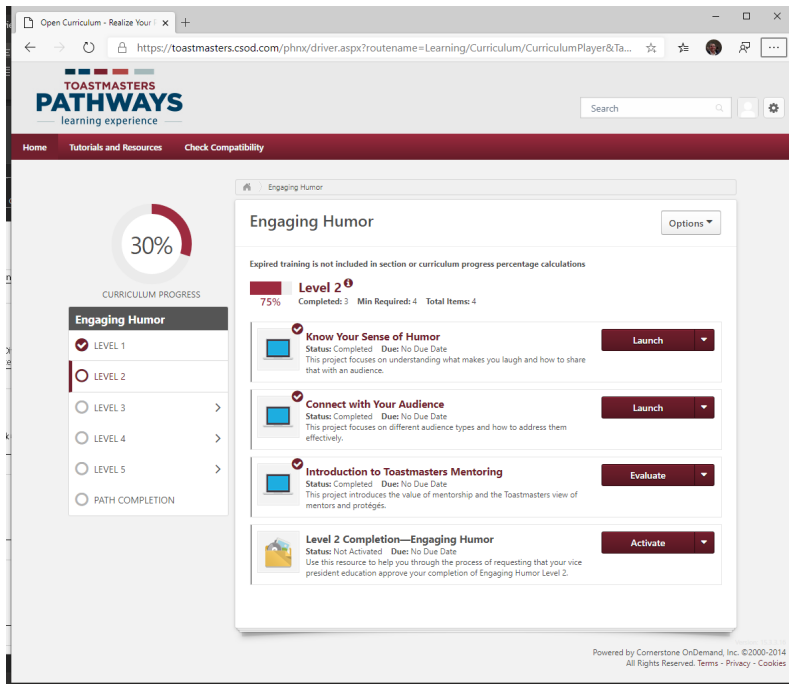 Open Curriculum - Realize Your
https://toastmasters.csod.com/phnx/driver.aspx?routename=Learning/Curriculum/CurriculumPlayer&Ta...
TOASTMASTERS
PATHWAYS
learning experience
Search
Home Tutorials and Resources Check Compatibility
Engaging Humor
30%
CURRICULUM PROGRESS
Engaging Humor
LEVEL 1
LEVEL 2
LEVEL 3
LEVEL 4
LEVEL 5
PATH COMPLETION
Engaging Humor
Options
Expired training is not included in section or curriculum progress percentage calculations
75%
Level 2
Completed: 3 Min Required: 4 Total Items: 4
Know Your Sense of Humor
Status: Completed Due: No Due Date
This project focuses on understanding what makes you laugh and how to share
that with an audience.
Launch
Connect with Your Audience
Status: Completed Due: No Due Date
This project focuses on different audience types and how to address them
effectively.
Launch
Introduction to Toastmasters Mentoring
Status: Completed Due: No Due Date
This project introduces the value of mentorship and the Toastmasters view of
mentors and protégés.
Evaluate
Level 2 Completion—Engaging Humor
Status: Not Activated Due: No Due Date
Use this resource to help you through the process of requesting that your vice
president education approve your completion of Engaging Humor Level 2.
Activate
Powered by Cornerstone OnDemand, Inc. ©2000-2014
All Rights Reserved. Terms - Privacy - Cookies